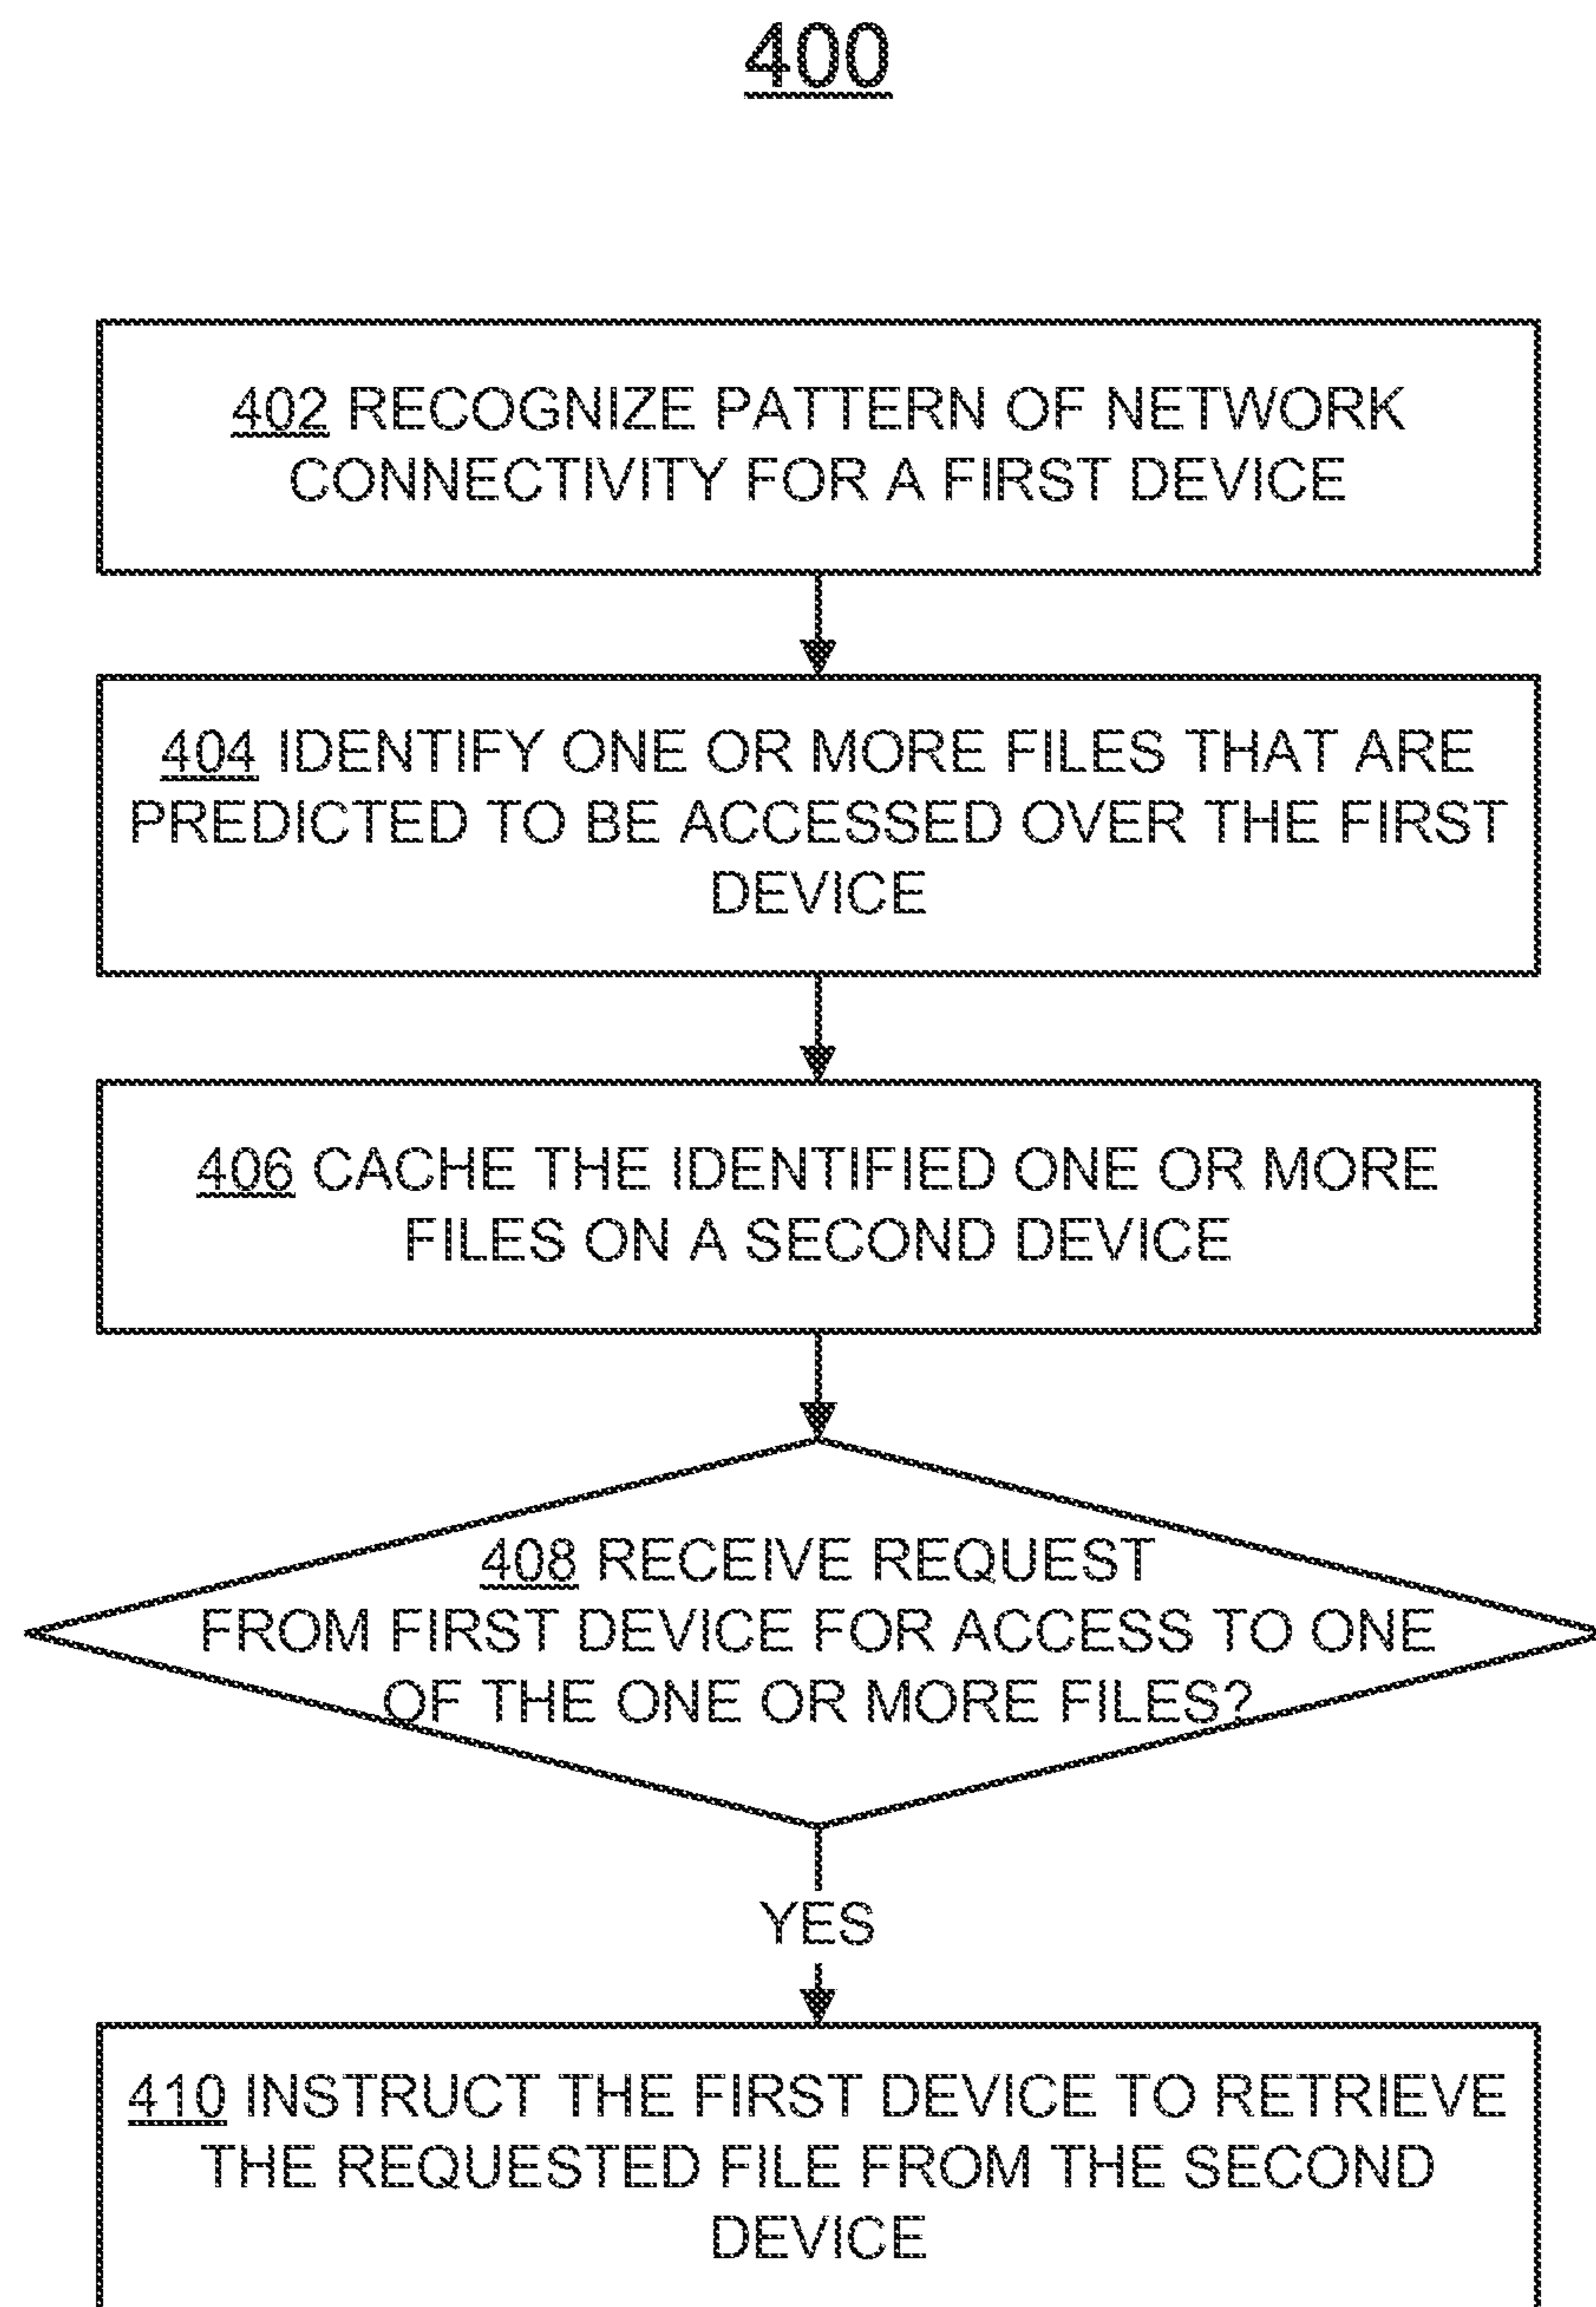 400
402 RECOGNIZE PATTERN OF NETWORK
CONNECTIVITY FOR A FIRST DEVICE
404 IDENTIFY ONE OR MORE FILES THAT ARE
PREDICTED TO BE ACCESSED OVER THE FIRST
DEVICE
406 CACHE THE IDENTIFIED ONE OR MORE
FILES ON A SECOND DEVICE
408 RECEIVE REQUEST
FROM FIRST DEVICE FOR ACCESS TO ONE
OF THE ONE OR MORE FILES?
YES
410 INSTRUCT THE FIRST DEVICE TO RETRIEVE
THE REQUESTED FILE FROM THE SECOND
DEVICE